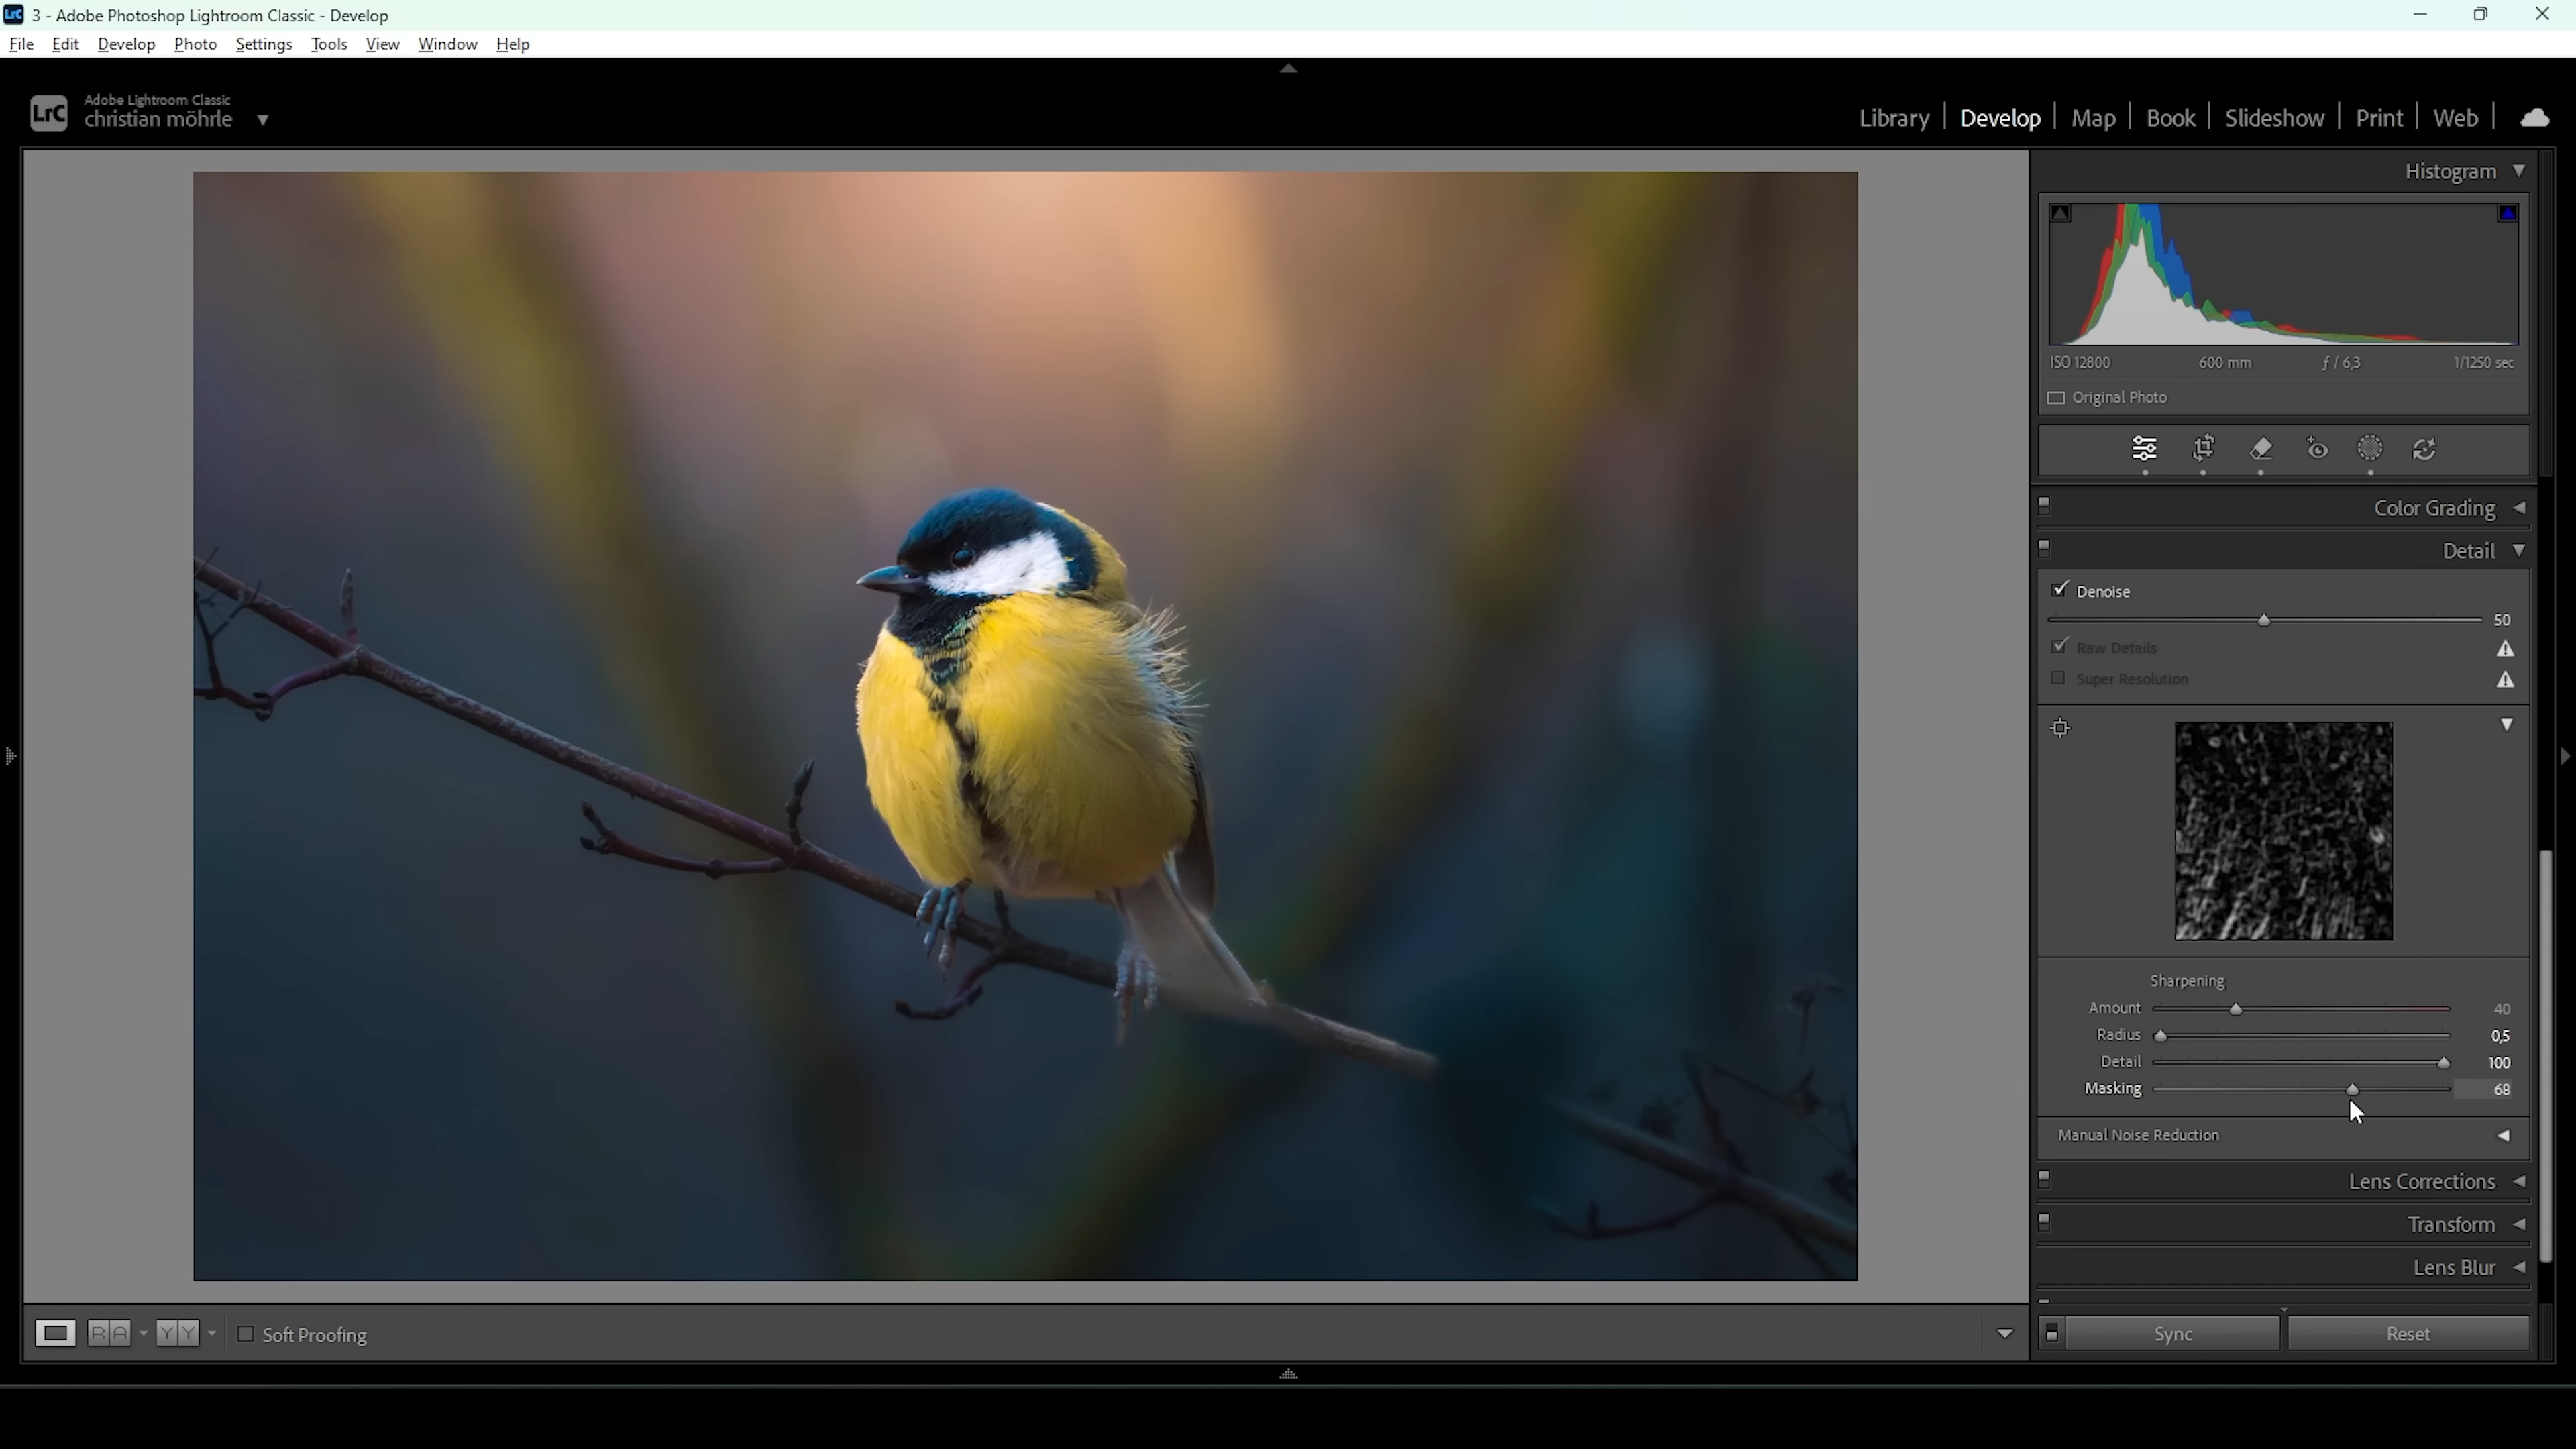 LrC 3 - Adobe Photoshop Lightroom Classic - Develop
File Edit Develop Photo Settings Tools View Window Help
LrC Adobe Lightroom Classic
christian möhrle
Library | Develop | Map | Book | Slideshow | Print | Web |
Histogram
ISO 12800 600 mm ƒ / 6,3 1/1250 sec
Original Photo
Color Grading
Detail
Denoise
50
Raw Details
Super Resolution
Sharpening
Amount 40
Radius 0,5
Detail 100
Masking 68
Manual Noise Reduction
Lens Corrections
Transform
Lens Blur
R A Y Y Soft Proofing
Sync Reset